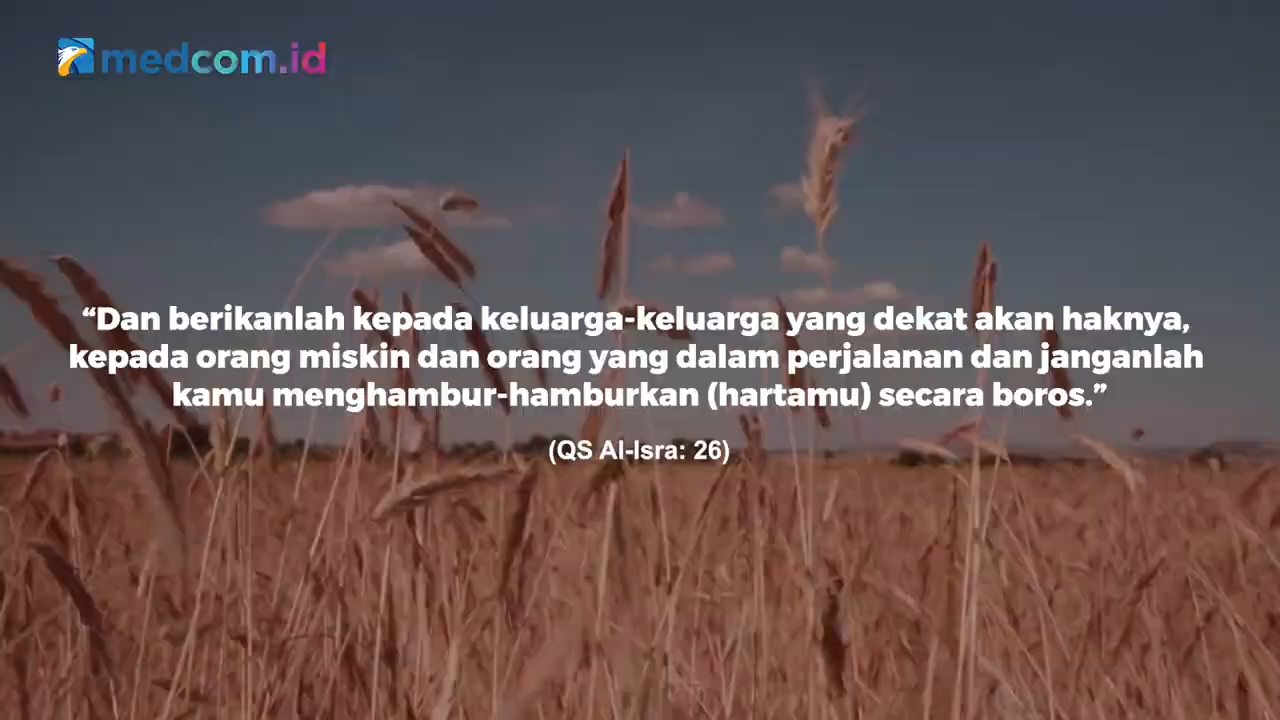 medcom.id
“Dan berikanlah kepada keluarga-keluarga yang dekat akan haknya,
kepada orang miskin dan orang yang dalam perjalanan dan janganlah
kamu menghambur-hamburkan (hartamu) secara boros.”
(QS Al-Isra: 26)